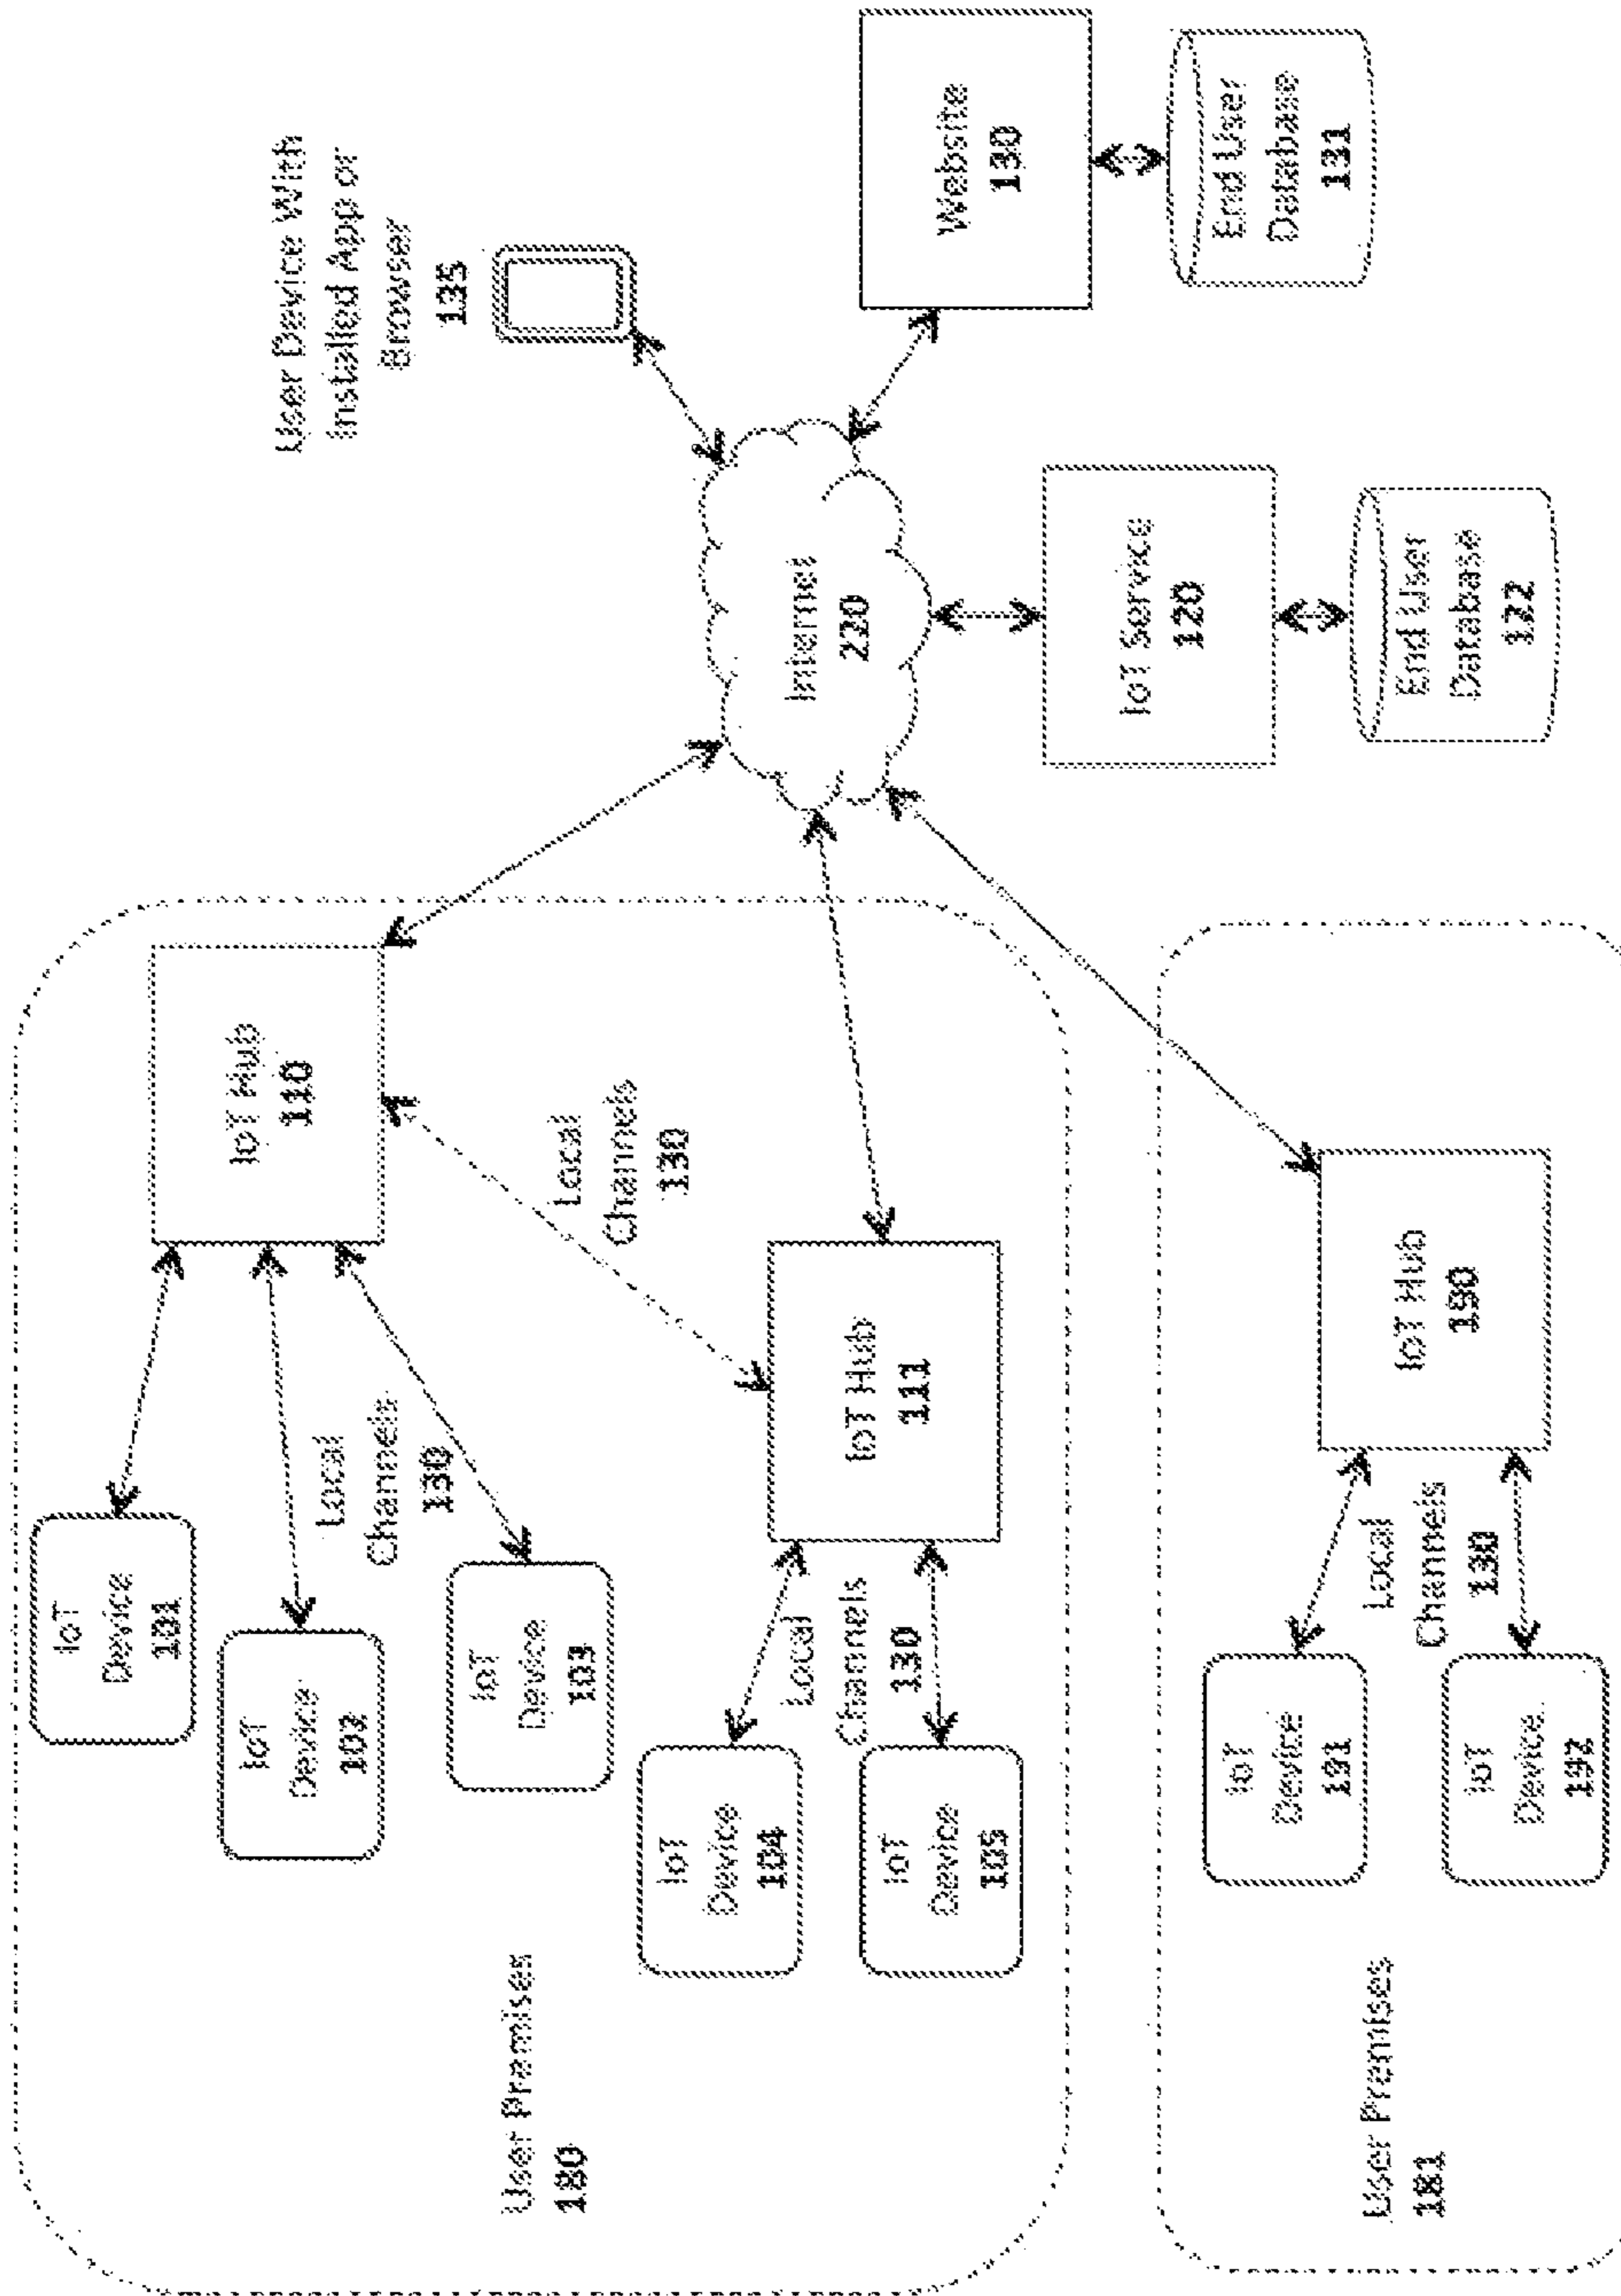 User Premises
180
IoT
Device
101
IoT
Device
102
IoT
Device
103
Local
Channels
130
IoT Hub
110
IoT
Device
104
IoT
Device
105
Local
Channels
130
IoT Hub
111
Local
Channels
130
User Premises
181
IoT
Device
191
IoT
Device
192
Local
Channels
130
IoT Hub
190
Internet
220
User Device With
Installed App or
Browser
135
IoT Service
120
End User
Database
122
Website
130
End User
Database
131